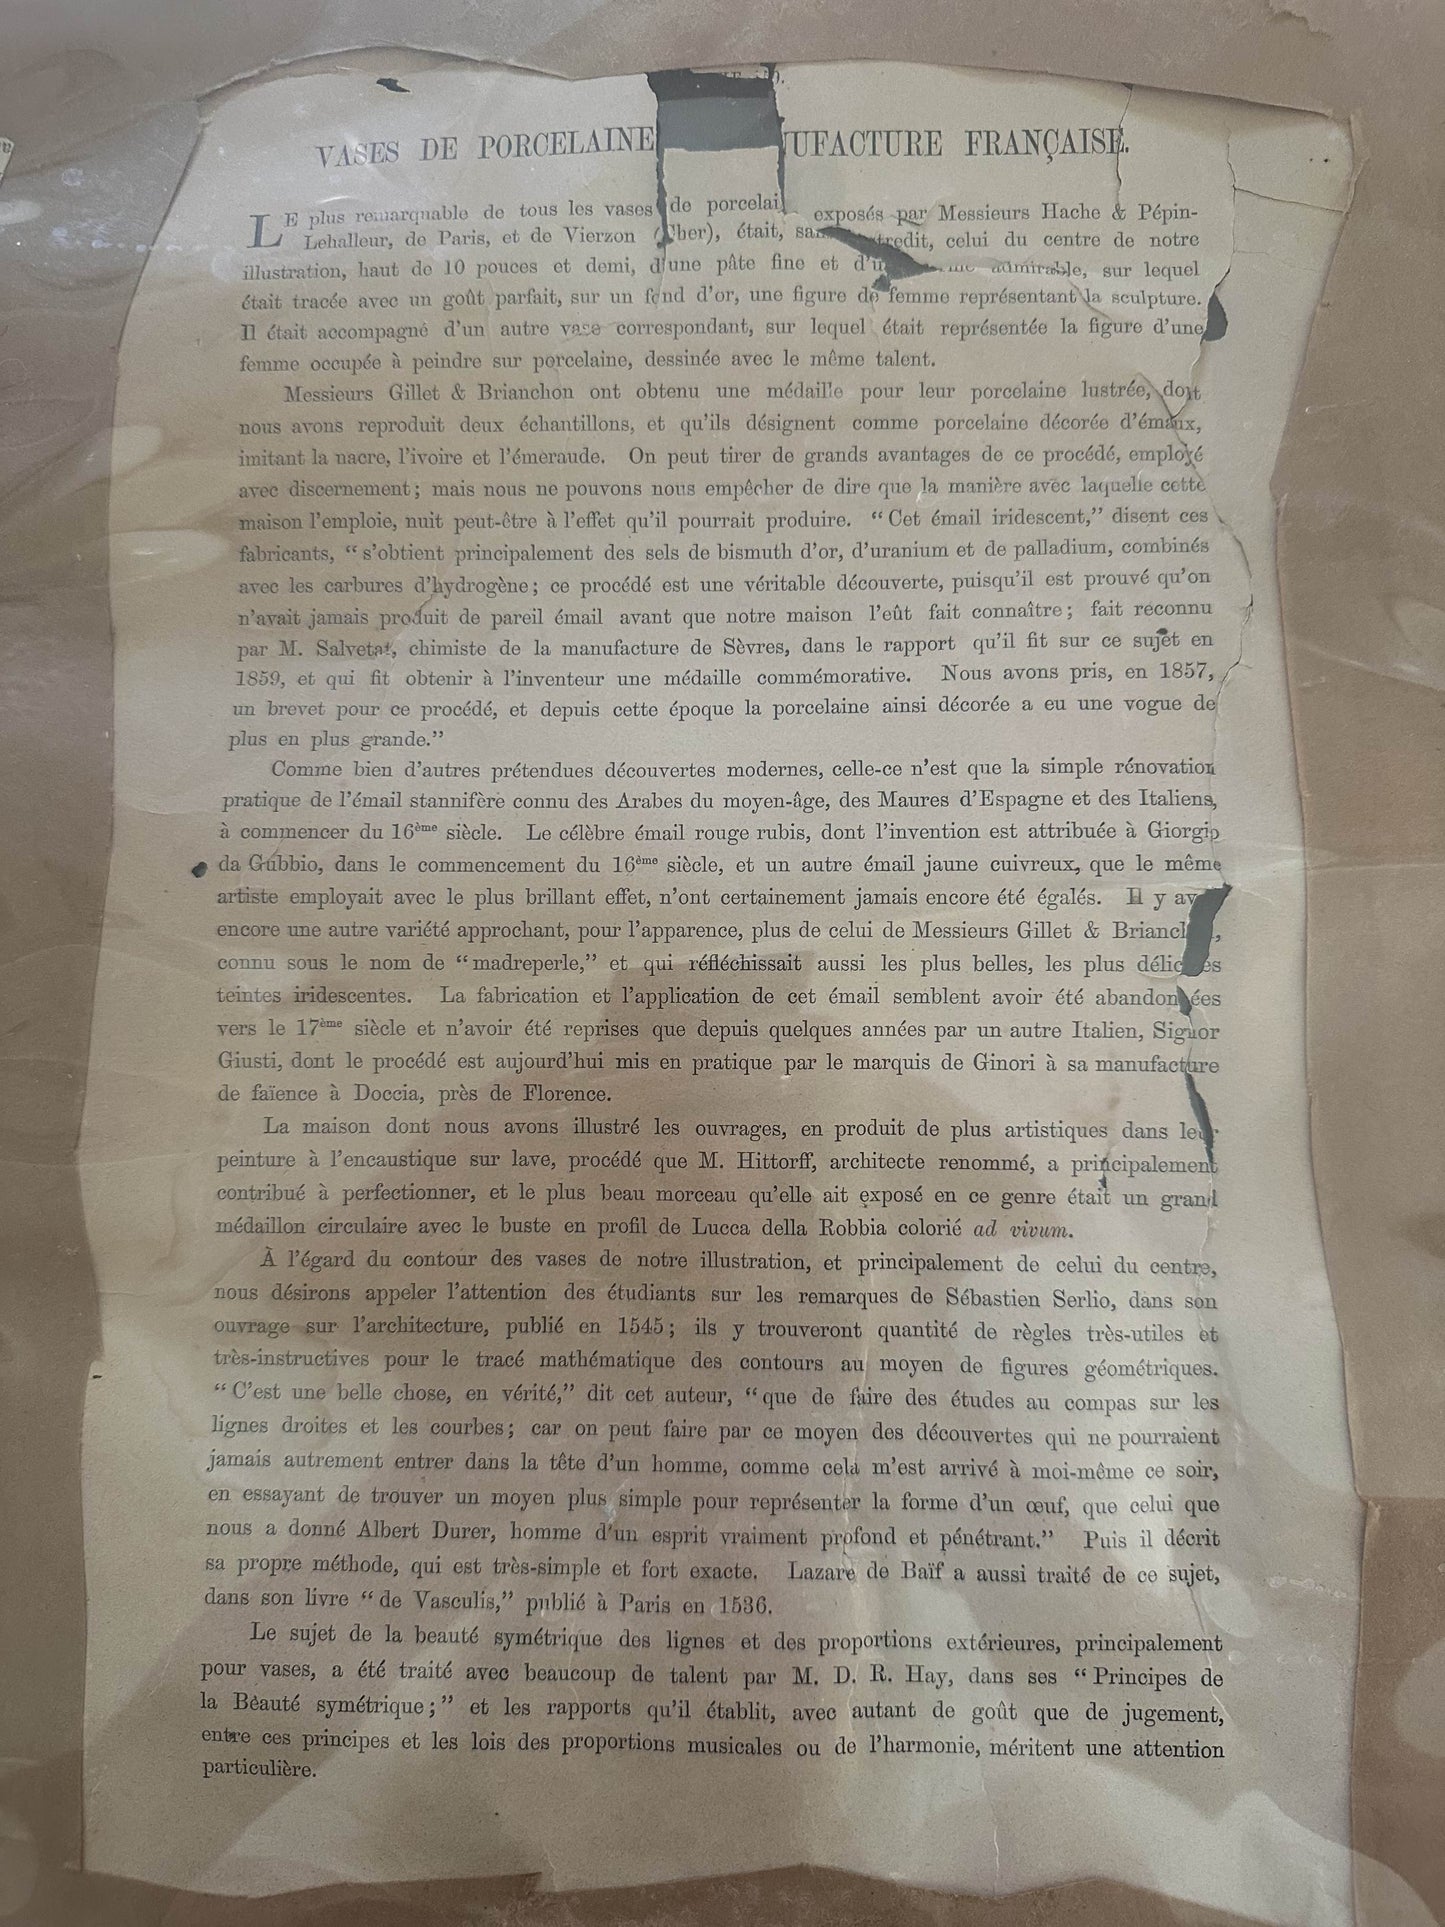 VASES DE PORCELAINE UFACTURE FRANÇAISE.
LE plus remarquable de tous les vases de porcelai exposés par Messieurs Hache & Pépin-
Lehalleur, de Paris, et de Vierzon (Cher), était, san tredit, celui du centre de notre
illustration, haut de 10 pouces et demi, d'une pâte fine et d'u admirable, sur lequel
était tracée avec un goût parfait, sur un fond d'or, une figure de femme représentant la sculpture.
Il était accompagné d'un autre vase correspondant, sur lequel était représentée la figure d'une
femme occupée à peindre sur porcelaine, dessinée avec le même talent.
Messieurs Gillet & Brianchon ont obtenu une médaille pour leur porcelaine lustrée, dont
nous avons reproduit deux échantillons, et qu'ils désignent comme porcelaine décorée d'émaux,
imitant la nacre, l'ivoire et l'émeraude. On peut tirer de grands avantages de ce procédé, employé
avec discernement; mais nous ne pouvons nous empêcher de dire que la manière avec laquelle cette
maison l'emploie, nuit peut-être à l'effet qu'il pourrait produire. “Cet émail iridescent,” disent ces
fabricants, “s'obtient principalement des sels de bismuth d'or, d'uranium et de palladium, combinés
avec les carbures d'hydrogène; ce procédé est une véritable découverte, puisqu'il est prouvé qu'on
n'avait jamais produit de pareil émail avant que notre maison l'eût fait connaître; fait reconnu
par M. Salvetat, chimiste de la manufacture de Sèvres, dans le rapport qu'il fit sur ce sujet en
1859, et qui fit obtenir à l'inventeur une médaille commémorative. Nous avons pris, en 1857,
un brevet pour ce procédé, et depuis cette époque la porcelaine ainsi décorée a eu une vogue de
plus en plus grande.”
Comme bien d'autres prétendues découvertes modernes, celle-ce n'est que la simple rénovation
pratique de l'émail stannifère connu des Arabes du moyen-âge, des Maures d'Espagne et des Italiens,
à commencer du 16ème siècle. Le célèbre émail rouge rubis, dont l'invention est attribuée à Giorgio
da Gubbio, dans le commencement du 16ème siècle, et un autre émail jaune cuivreux, que le même
artiste employait avec le plus brillant effet, n'ont certainement jamais encore été égalés. Il y av
encore une autre variété approchant, pour l'apparence, plus de celui de Messieurs Gillet & Briancl ,
connu sous le nom de “madreperle,” et qui réfléchissait aussi les plus belles, les plus délicates
teintes iridescentes. La fabrication et l'application de cet émail semblent avoir été abandonnées
vers le 17ème siècle et n'avoir été reprises que depuis quelques années par un autre Italien, Signor
Giusti, dont le procédé est aujourd'hui mis en pratique par le marquis de Ginori à sa manufacture
de faïence à Doccia, près de Florence.
La maison dont nous avons illustré les ouvrages, en produit de plus artistiques dans leur
peinture à l'encaustique sur lave, procédé que M. Hittorff, architecte renommé, a principalement
contribué à perfectionner, et le plus beau morceau qu'elle ait exposé en ce genre était un grand
médaillon circulaire avec le buste en profil de Lucca della Robbia colorié ad vivum.
À l'égard du contour des vases de notre illustration, et principalement de celui du centre,
nous désirons appeler l'attention des étudiants sur les remarques de Sébastien Serlio, dans son
ouvrage sur l'architecture, publié en 1545; ils y trouveront quantité de règles très-utiles et
très-instructives pour le tracé mathématique des contours au moyen de figures géométriques.
“C'est une belle chose, en vérité,” dit cet auteur, “que de faire des études au compas sur les
lignes droites et les courbes; car on peut faire par ce moyen des découvertes qui ne pourraient
jamais autrement entrer dans la tête d'un homme, comme cela m'est arrivé à moi-même ce soir,
en essayant de trouver un moyen plus simple pour représenter la forme d'un œuf, que celui que
nous a donné Albert Durer, homme d'un esprit vraiment profond et pénétrant.” Puis il décrit
sa propre méthode, qui est très-simple et fort exacte. Lazare de Baïf a aussi traité de ce sujet,
dans son livre “de Vasculis,” publié à Paris en 1536.
Le sujet de la beauté symétrique des lignes et des proportions extérieures, principalement
pour vases, a été traité avec beaucoup de talent par M. D. R. Hay, dans ses “Principes de
la Beauté symétrique;” et les rapports qu'il établit, avec autant de goût que de jugement,
entre ces principes et les lois des proportions musicales ou de l'harmonie, méritent une attention
particulière.